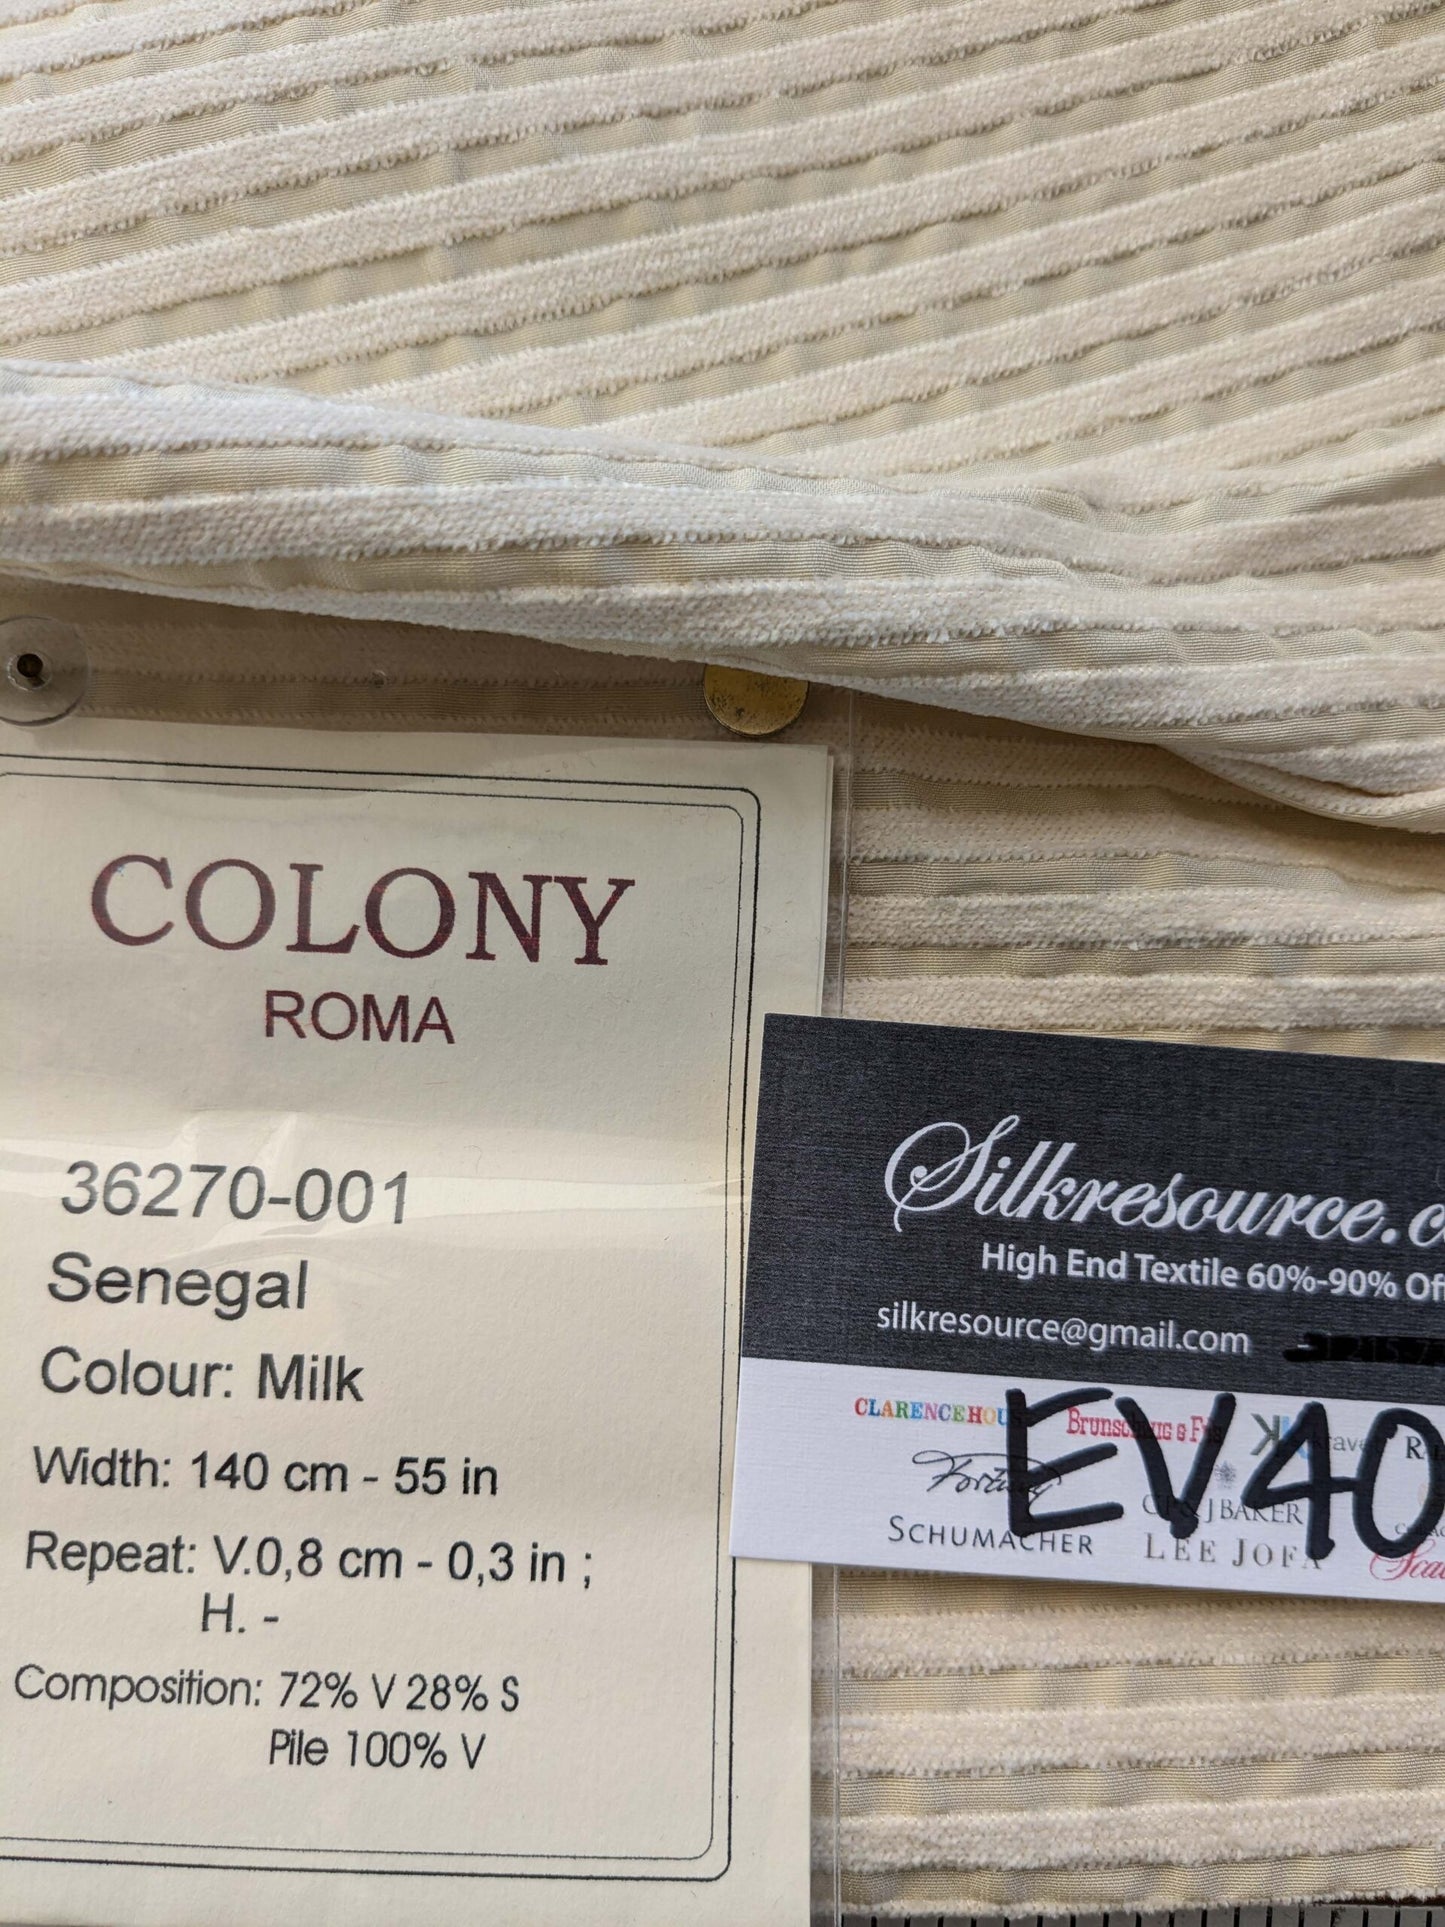 COLONY
ROMA
36270-001
Senegal
Colour: Milk
Width: 140 cm - 55 in
Repeat: V.0,8 cm - 0,3 in ;
H. -
Composition: 72% V 28% S
Pile 100% V
Silkresource.c
High End Textile 60%-90% Of
silkresource@gmail.com
CLARENCE HOUSE
EV40
SCHUMACHER
LEE JOFA